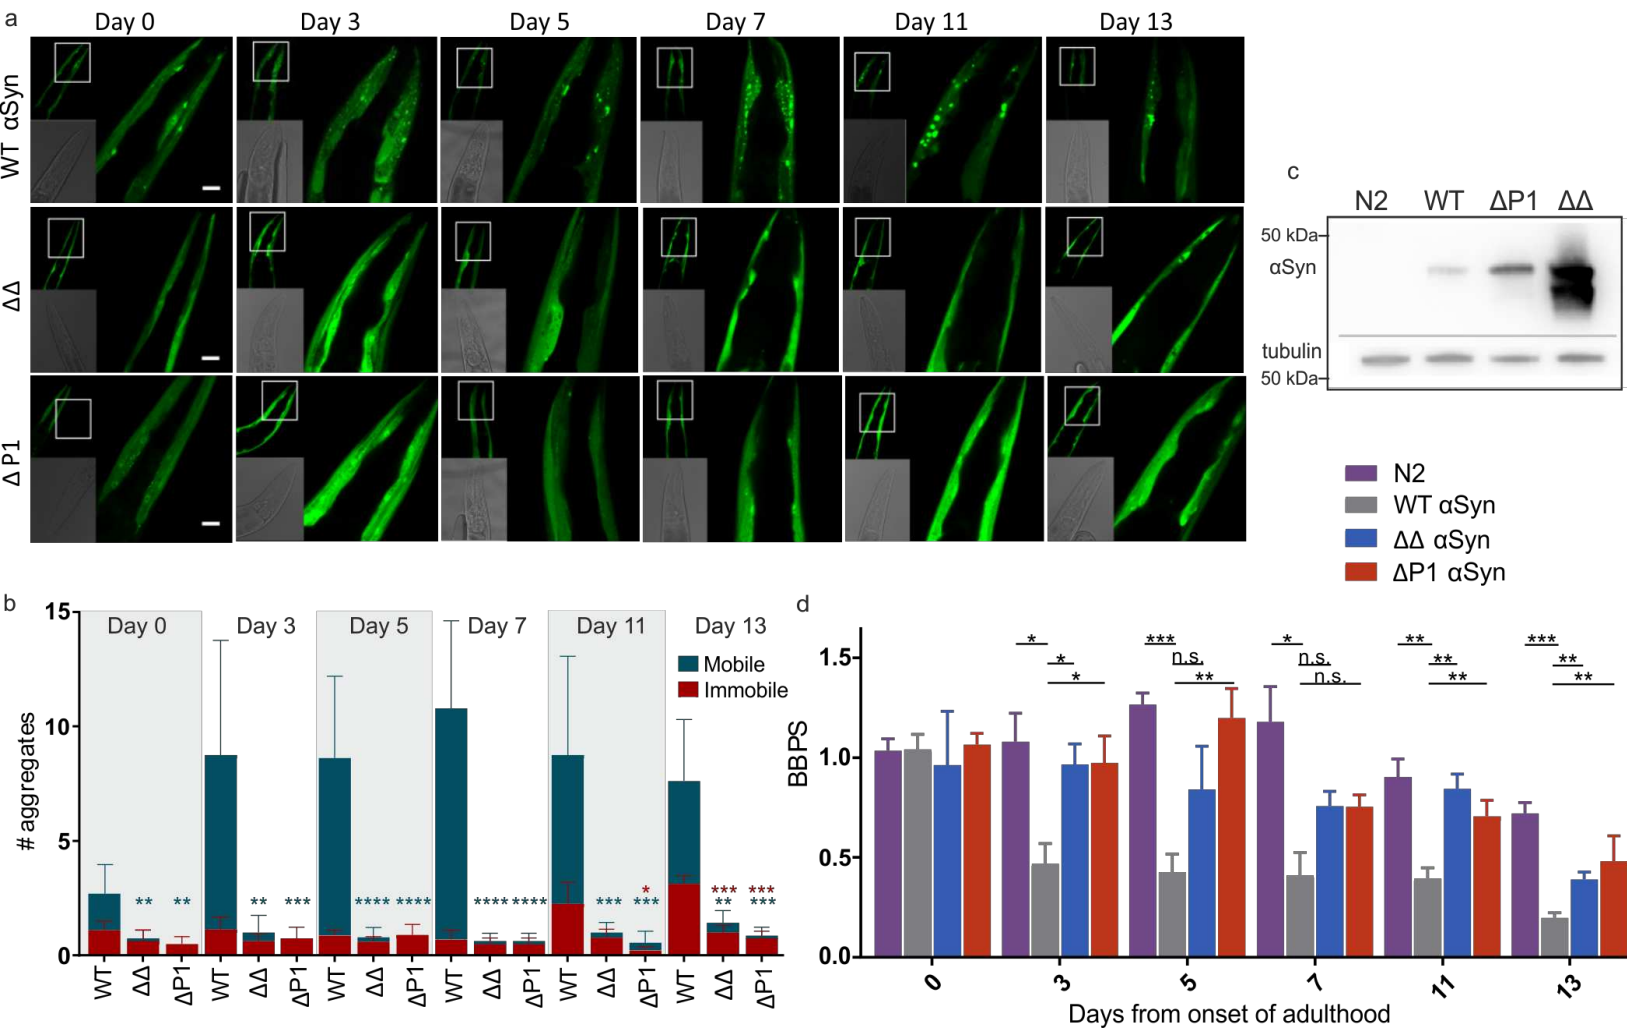 a
Day 0 Day 3 Day 5 Day 7 Day 11 Day 13
WT αSyn
ΔΔ
Δ P1
c
N2 WT ΔP1 ΔΔ
50 kDa
αSyn
tubulin
50 kDa
N2
WT αSyn
ΔΔ αSyn
ΔP1 αSyn
b
# aggregates
15
10
5
0
Day 0 Day 3 Day 5 Day 7 Day 11 Day 13
Mobile
Immobile
** ** ** *** **** **** **** **** *** * *** *** ** *** ***
WT ΔΔ ΔP1 WT ΔΔ ΔP1 WT ΔΔ ΔP1 WT ΔΔ ΔP1 WT ΔΔ ΔP1 WT ΔΔ ΔP1
d
BBPS
1.5
1.0
0.5
0.0
* *** * ** ***
* n.s. n.s. ** **
* ** n.s. ** **
0 3 5 7 11 13
Days from onset of adulthood